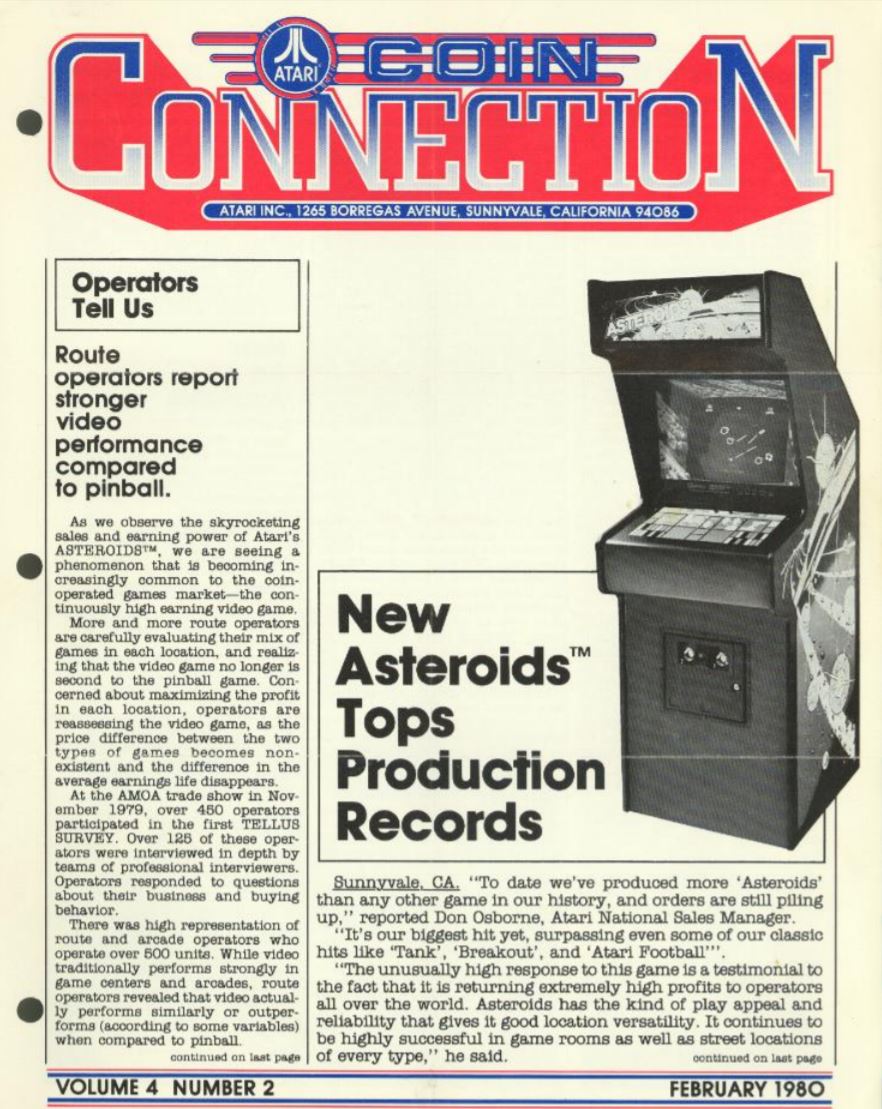 ATARI
COIN
CONNECTION
ATARI INC., 1265 BORREGAS AVENUE, SUNNYVALE, CALIFORNIA 94086
Operators
Tell Us
Route
operators report
stronger
video
performance
compared
to pinball.
As we observe the skyrocketing
sales and earning power of Atari's
ASTEROIDS™, we are seeing a
phenomenon that is becoming in-
creasingly common to the coin-
operated games market—the con-
tinuously high earning video game.
More and more route operators
are carefully evaluating their mix of
games in each location, and realiz-
ing that the video game no longer is
second to the pinball game. Con-
cerned about maximizing the profit
in each location, operators are
reassessing the video game, as the
price difference between the two
types of games becomes non-
existent and the difference in the
average earnings life disappears.
At the AMOA trade show in Nov-
ember 1979, over 450 operators
participated in the first TELLUS
SURVEY. Over 125 of these oper-
ators were interviewed in depth by
teams of professional interviewers.
Operators responded to questions
about their business and buying
behavior.
There was high representation of
route and arcade operators who
operate over 500 units. While video
traditionally performs strongly in
game centers and arcades, route
operators revealed that video actual-
ly performs similarly or outper-
forms (according to some variables)
when compared to pinball.
continued on last page
ASTEROIDS
New
Asteroids™
Tops
Production
Records
Sunnyvale, CA. "To date we've produced more 'Asteroids'
than any other game in our history, and orders are still piling
up," reported Don Osborne, Atari National Sales Manager.
"It's our biggest hit yet, surpassing even some of our classic
hits like 'Tank', 'Breakout', and 'Atari Football'".
"The unusually high response to this game is a testimonial to
the fact that it is returning extremely high profits to operators
all over the world. Asteroids has the kind of play appeal and
reliability that gives it good location versatility. It continues to
be highly successful in game rooms as well as street locations
of every type," he said.
continued on last page
VOLUME 4 NUMBER 2
FEBRUARY 1980